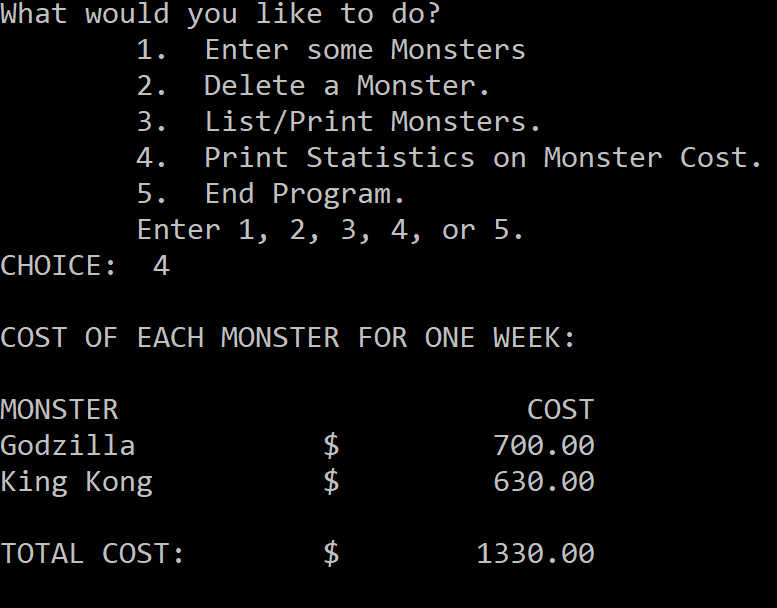 What would you like to do?
1.  Enter some Monsters
2.  Delete a Monster.
3.  List/Print Monsters.
4.  Print Statistics on Monster Cost.
5.  End Program.
Enter 1, 2, 3, 4, or 5.
CHOICE:  4
COST OF EACH MONSTER FOR ONE WEEK:
MONSTER                        COST
Godzilla           $         700.00
King Kong          $         630.00
TOTAL COST:        $        1330.00